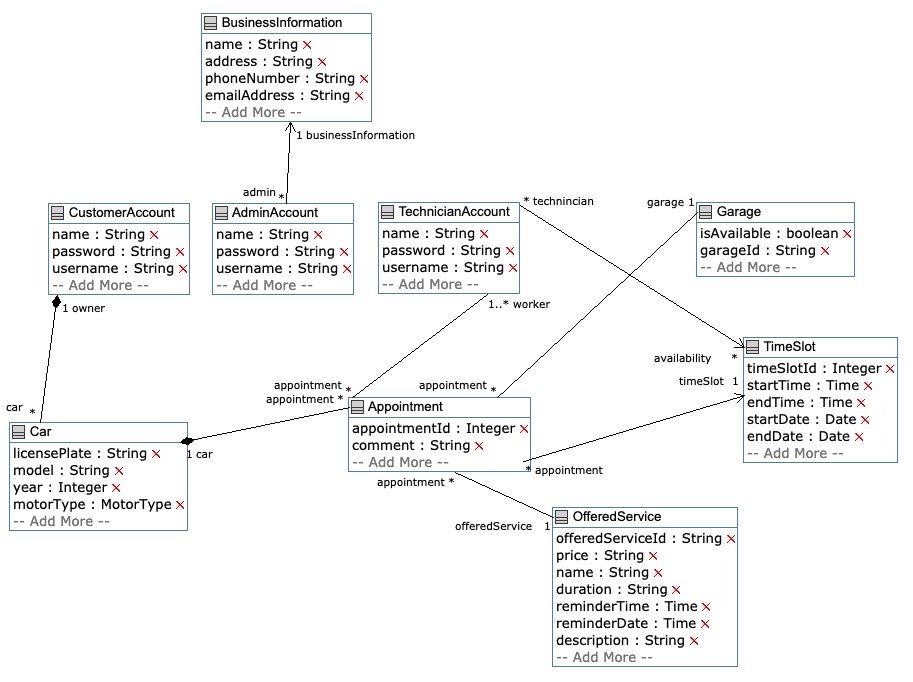 BusinessInformation
name : String ×
address : String ×
phoneNumber : String ×
emailAddress : String ×
-- Add More --
1 businessInformation
admin *
CustomerAccount
name : String ×
password : String ×
username : String ×
-- Add More --
1 owner
AdminAccount
name : String ×
password : String ×
username : String ×
-- Add More --
TechnicianAccount
name : String ×
password : String ×
username : String ×
-- Add More --
* technincian
1..* worker
garage 1
Garage
isAvailable : boolean ×
garageId : String ×
-- Add More --
availability *
timeSlot 1
TimeSlot
timeSlotId : Integer ×
startTime : Time ×
endTime : Time ×
startDate : Date ×
endDate : Date ×
-- Add More --
appointment *
appointment *
appointment *
car *
Car
licensePlate : String ×
model : String ×
year : Integer ×
motorType : MotorType ×
-- Add More --
1 car
Appointment
appointmentId : Integer ×
comment : String ×
-- Add More --
* appointment
appointment *
offeredService 1
OfferedService
offeredServiceId : String ×
price : String ×
name : String ×
duration : String ×
reminderTime : Time ×
reminderDate : Time ×
description : String ×
-- Add More --